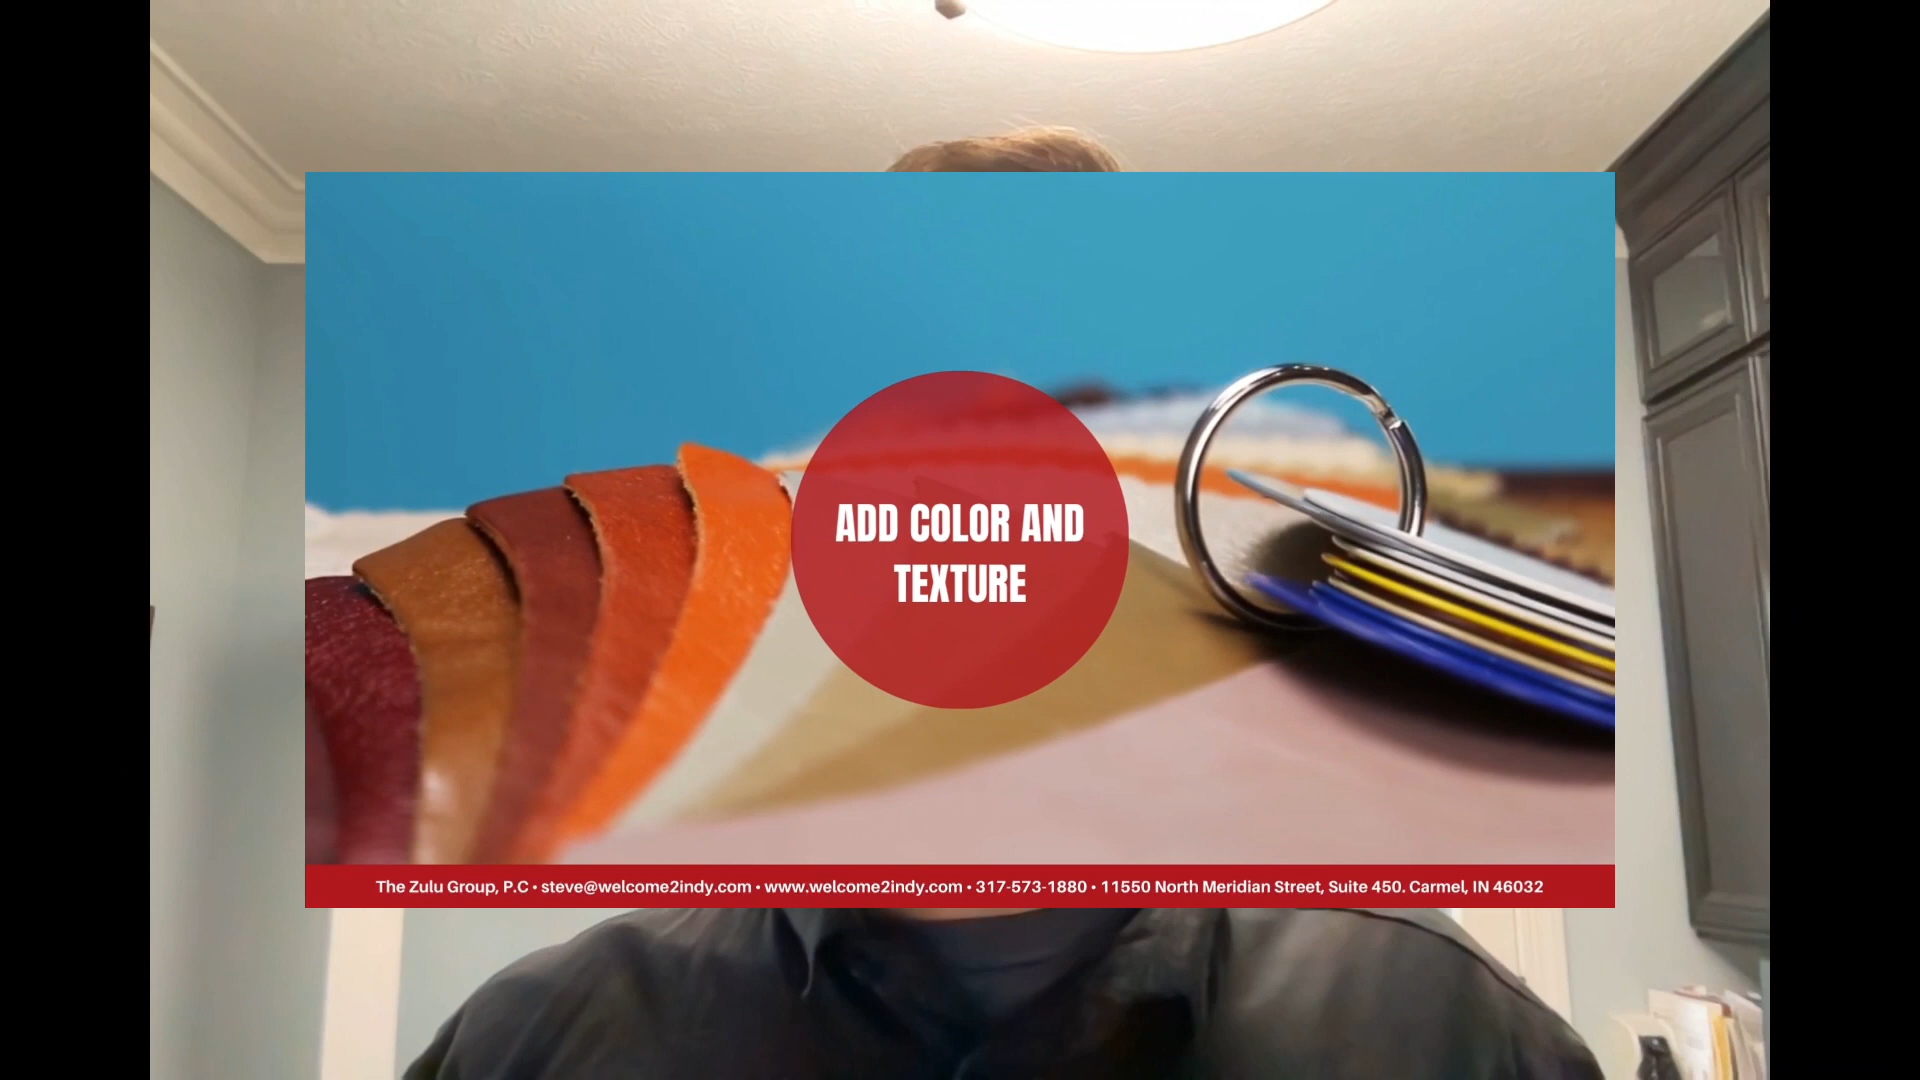 ADD COLOR AND
TEXTURE
The Zulu Group, P.C • steve@welcome2indy.com • www.welcome2indy.com • 317-573-1880 • 11550 North Meridian Street, Suite 450. Carmel, IN 46032